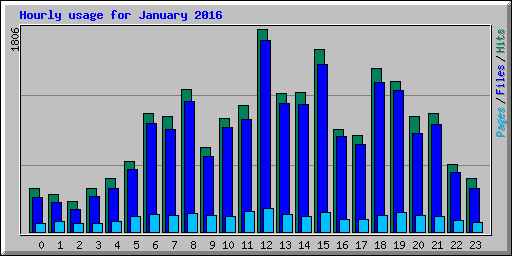 Hourly usage for January 2016
1806
Pages / Files / Hits
0 1 2 3 4 5 6 7 8 9 10 11 12 13 14 15 16 17 18 19 20 21 22 23